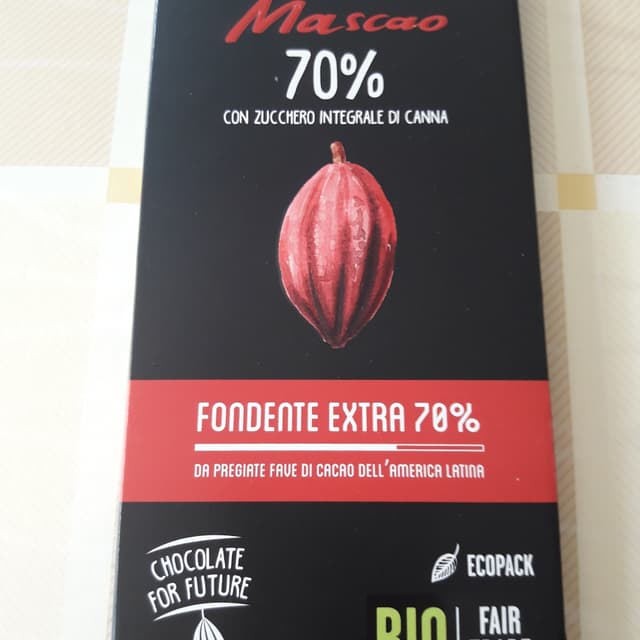 Mascao
70%
CON ZUCCHERO INTEGRALE DI CANNA
FONDENTE EXTRA 70%
DA PREGIATE FAVE DI CACAO DELL'AMERICA LATINA
CHOCOLATE
FOR FUTURE
ECOPACK
BIO
FAIR